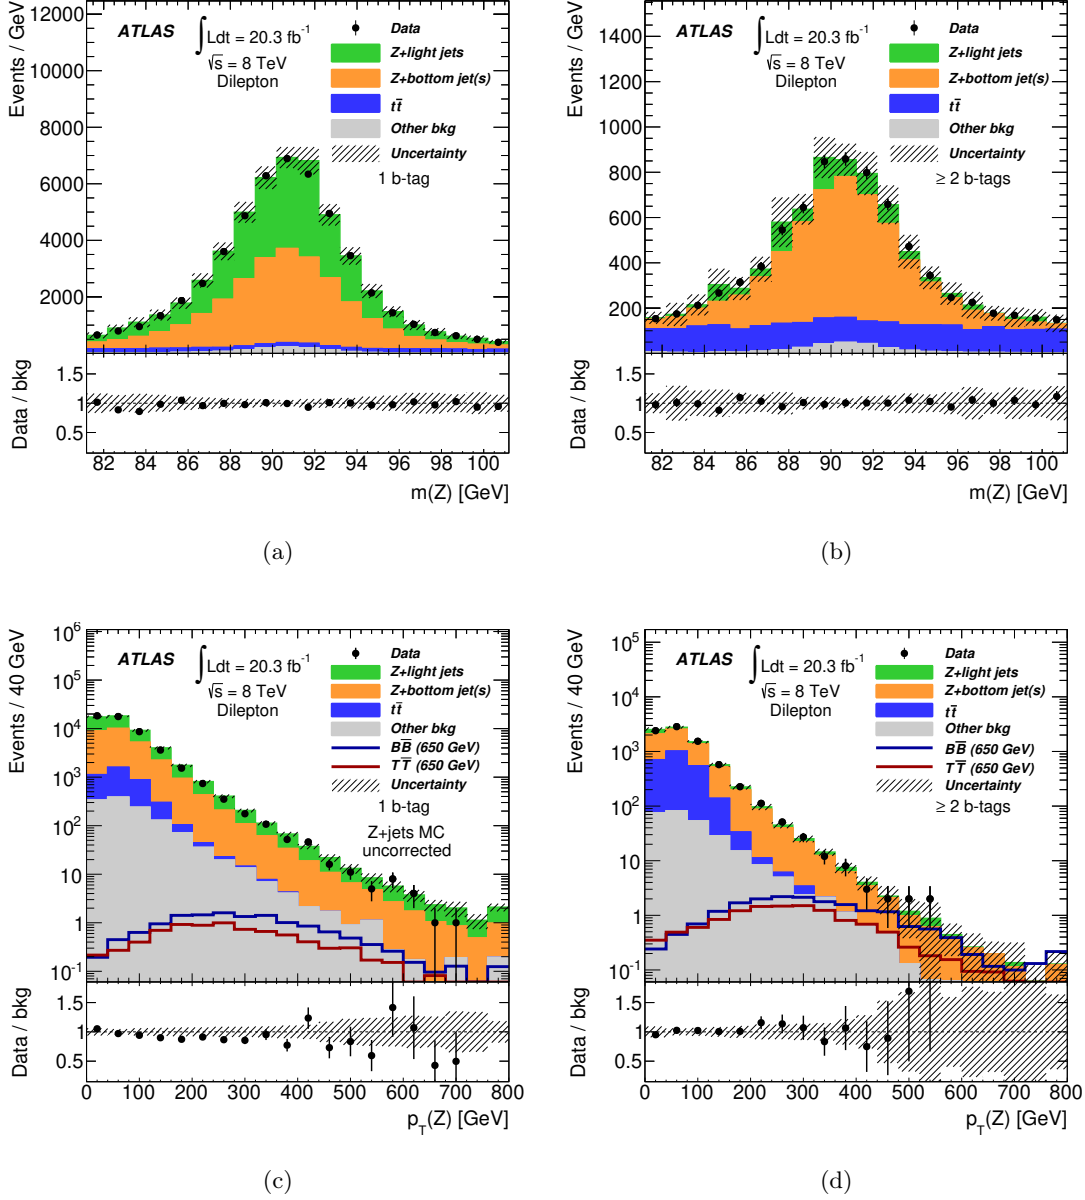 Events / GeV
12000
10000
8000
6000
4000
2000
ATLAS
∫ Ldt = 20.3 fb⁻¹
√s = 8 TeV
Dilepton
Data
Z+light jets
Z+bottom jet(s)
tt̅
Other bkg
Uncertainty
1 b-tag
Data / bkg
1.5
1
0.5
82 84 86 88 90 92 94 96 98 100
m(Z) [GeV]
(a)
Events / GeV
1400
1200
1000
800
600
400
200
ATLAS
∫ Ldt = 20.3 fb⁻¹
√s = 8 TeV
Dilepton
Data
Z+light jets
Z+bottom jet(s)
tt̅
Other bkg
Uncertainty
≥ 2 b-tags
Data / bkg
1.5
1
0.5
82 84 86 88 90 92 94 96 98 100
m(Z) [GeV]
(b)
Events / 40 GeV
10⁶
10⁵
10⁴
10³
10²
10
1
10⁻¹
ATLAS
∫ Ldt = 20.3 fb⁻¹
√s = 8 TeV
Dilepton
Data
Z+light jets
Z+bottom jet(s)
tt̅
Other bkg
BB̅ (650 GeV)
TT̅ (650 GeV)
Uncertainty
1 b-tag
Z+jets MC
uncorrected
Data / bkg
1.5
1
0.5
0 100 200 300 400 500 600 700 800
p_T(Z) [GeV]
(c)
Events / 40 GeV
10⁵
10⁴
10³
10²
10
1
10⁻¹
ATLAS
∫ Ldt = 20.3 fb⁻¹
√s = 8 TeV
Dilepton
Data
Z+light jets
Z+bottom jet(s)
tt̅
Other bkg
BB̅ (650 GeV)
TT̅ (650 GeV)
Uncertainty
≥ 2 b-tags
Data / bkg
1.5
1
0.5
0 100 200 300 400 500 600 700 800
p_T(Z) [GeV]
(d)